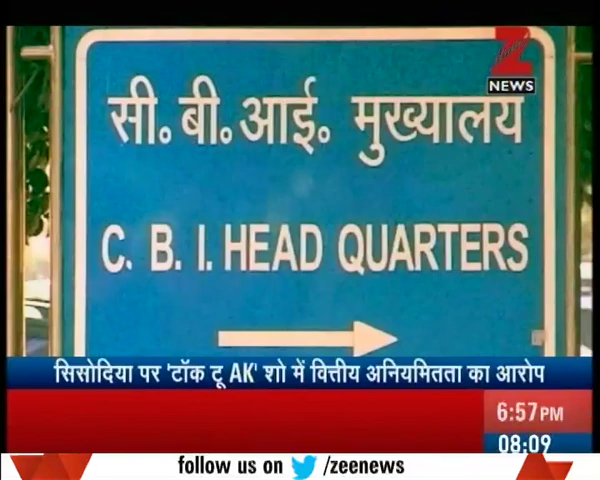 Z
NEWS
सी. बी. आई. मुख्यालय
C. B. I. HEAD QUARTERS
सिसोदिया पर 'टॉक टू AK' शो में वित्तीय अनियमितता का आरोप
6:57PM
08:09
follow us on /zeenews